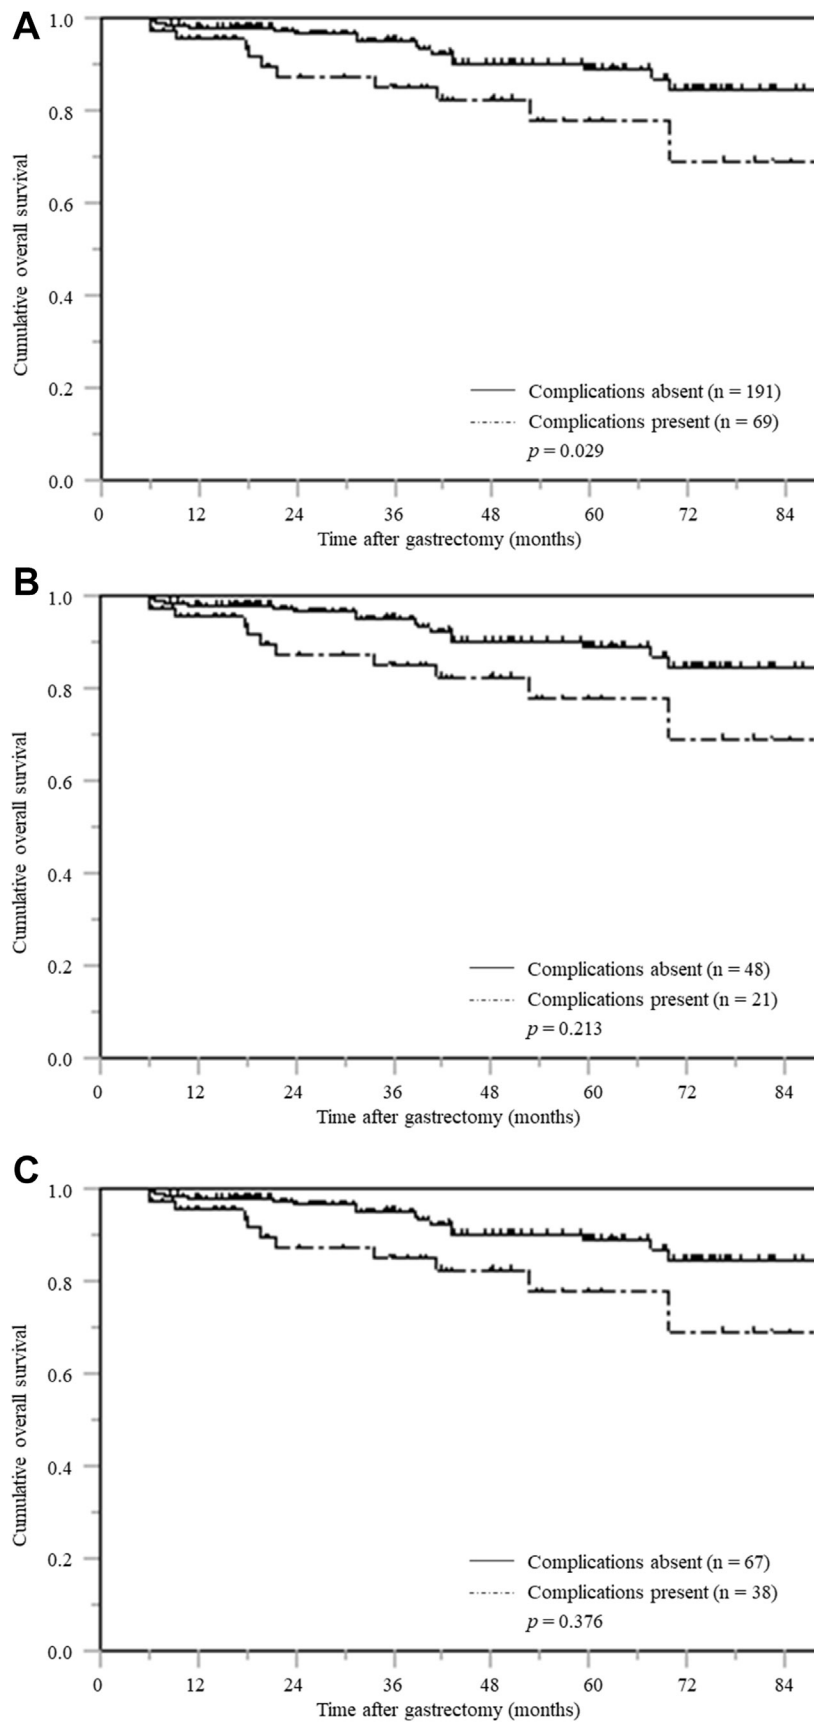 A
Cumulative overall survival
1.0
0.8
0.6
0.4
0.2
0.0
Complications absent (n = 191)
Complications present (n = 69)
p = 0.029
0 12 24 36 48 60 72 84
Time after gastrectomy (months)
B
Cumulative overall survival
1.0
0.8
0.6
0.4
0.2
0.0
Complications absent (n = 48)
Complications present (n = 21)
p = 0.213
0 12 24 36 48 60 72 84
Time after gastrectomy (months)
C
Cumulative overall survival
1.0
0.8
0.6
0.4
0.2
0.0
Complications absent (n = 67)
Complications present (n = 38)
p = 0.376
0 12 24 36 48 60 72 84
Time after gastrectomy (months)